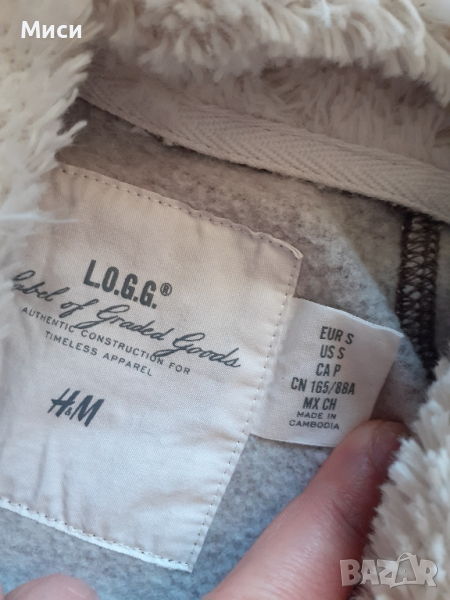 Миси
L.O.G.G.®
Label of Graded Goods
AUTHENTIC CONSTRUCTION FOR
TIMELESS APPAREL
H&M
EUR S
US S
CA P
CN 165/88A
MX CH
MADE IN
CAMBODIA
BAZAR